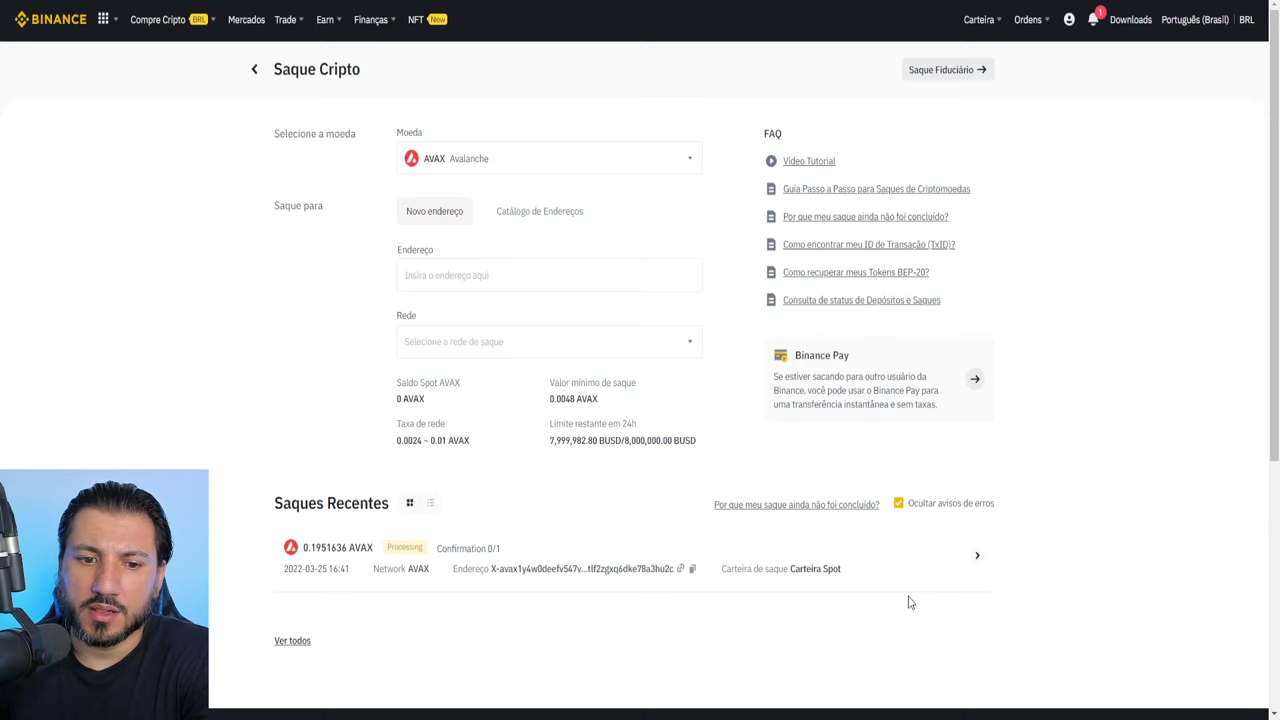 BINANCE
Compre Cripto BRL
Mercados
Trade
Earn
Finanças
NFT New
Carteira
Ordens
1
Downloads
Português (Brasil)
BRL
Saque Cripto
Saque Fiduciário
Selecione a moeda
Moeda
AVAX Avalanche
Saque para
Novo endereço
Catálogo de Endereços
Endereço
Insira o endereço aqui
Rede
Selecione a rede de saque
Saldo Spot AVAX
0 AVAX
Valor mínimo de saque
0.0048 AVAX
Taxa de rede
0.0024 ~ 0.01 AVAX
Limite restante em 24h
7,999,982.80 BUSD/8,000,000.00 BUSD
FAQ
Vídeo Tutorial
Guia Passo a Passo para Saques de Criptomoedas
Por que meu saque ainda não foi concluído?
Como encontrar meu ID de Transação (TxID)?
Como recuperar meus Tokens BEP-20?
Consulta de status de Depósitos e Saques
Binance Pay
Se estiver sacando para outro usuário da
Binance, você pode usar o Binance Pay para
uma transferência instantânea e sem taxas.
Saques Recentes
Por que meu saque ainda não foi concluído?
Ocultar avisos de erros
0.1951636 AVAX Processing Confirmation 0/1
2022-03-25 16:41 Network AVAX Endereço X-avax1y4w0deefv547v...tlf2zgxq6dke78a3hu2c Carteira de saque Carteira Spot
Ver todos